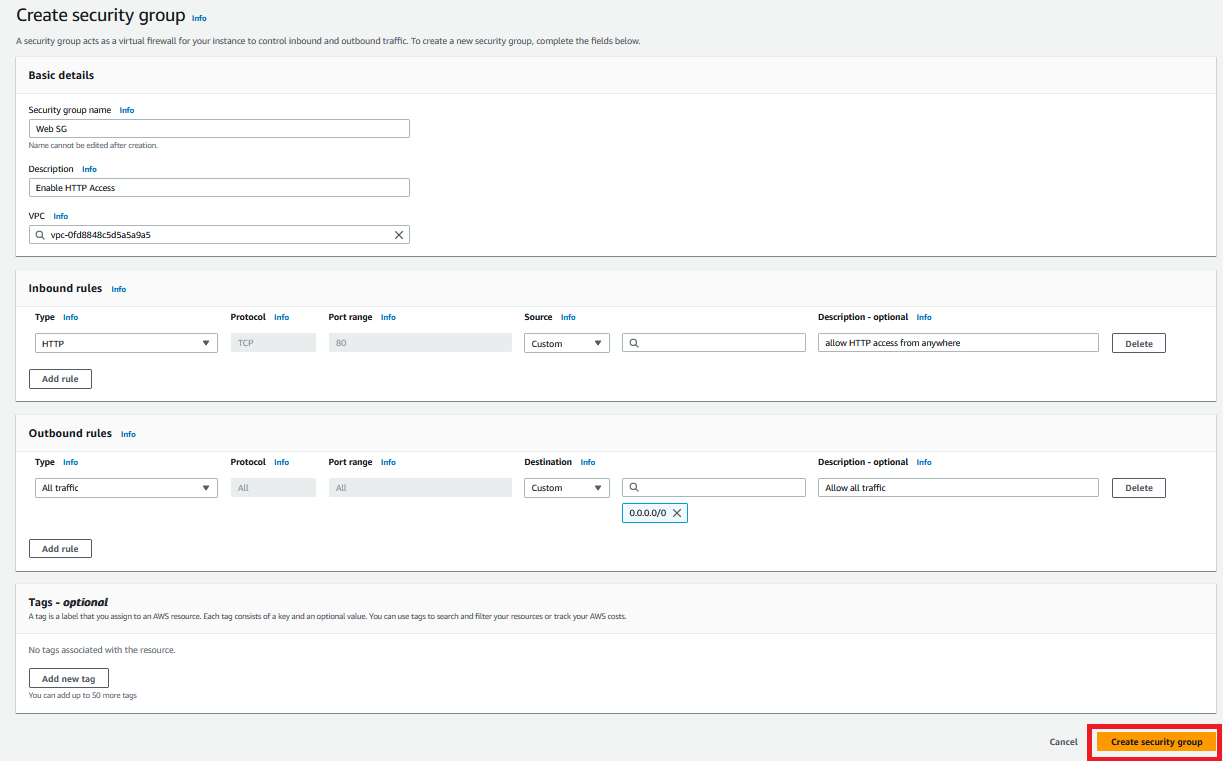 Create security group Info
A security group acts as a virtual firewall for your instance to control inbound and outbound traffic. To create a new security group, complete the fields below.
Basic details
Security group name Info
Web SG
Name cannot be edited after creation.
Description Info
Enable HTTP Access
VPC Info
vpc-0fd8848c5d5a5a9a5
Inbound rules Info
Type Info Protocol Info Port range Info Source Info Description - optional Info
HTTP TCP 80 Custom allow HTTP access from anywhere Delete
Add rule
Outbound rules Info
Type Info Protocol Info Port range Info Destination Info Description - optional Info
All traffic All All Custom Allow all traffic Delete
0.0.0.0/0
Add rule
Tags - optional
A tag is a label that you assign to an AWS resource. Each tag consists of a key and an optional value. You can use tags to search and filter your resources or track your AWS costs.
No tags associated with the resource.
Add new tag
You can add up to 50 more tags
Cancel Create security group